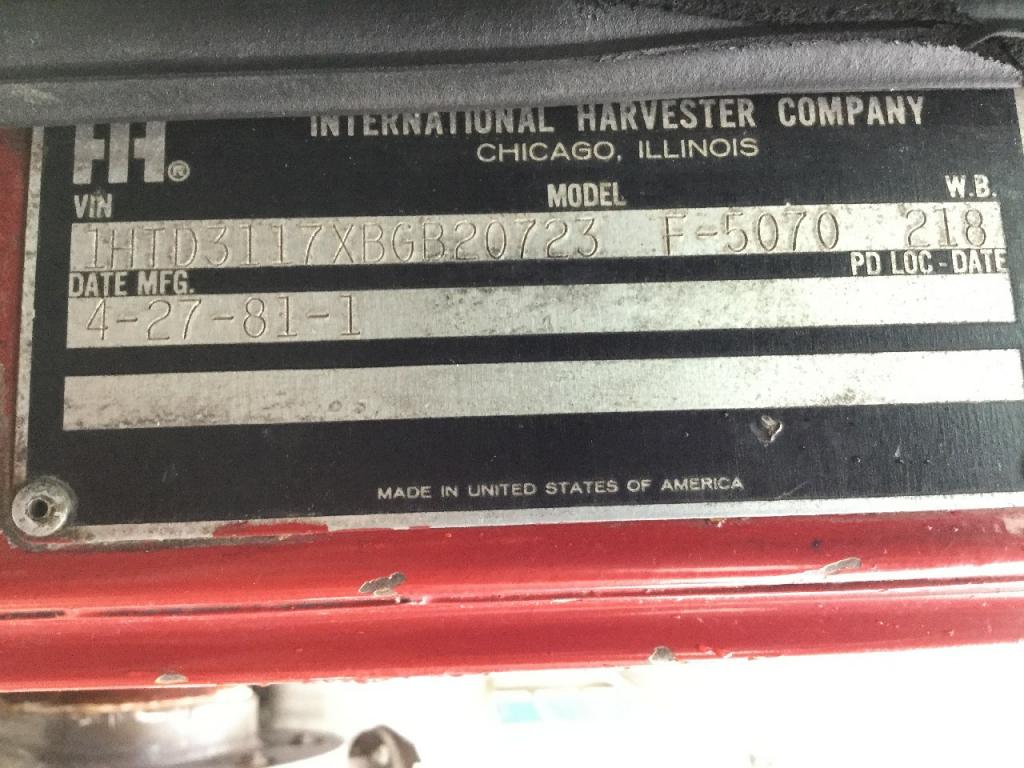 INTERNATIONAL HARVESTER COMPANY
IH®
CHICAGO, ILLINOIS
VIN MODEL W.B.
1HTD3117XBGB20723 F-5070 218
DATE MFG. PD LOC-DATE
4-27-81-1
MADE IN UNITED STATES OF AMERICA